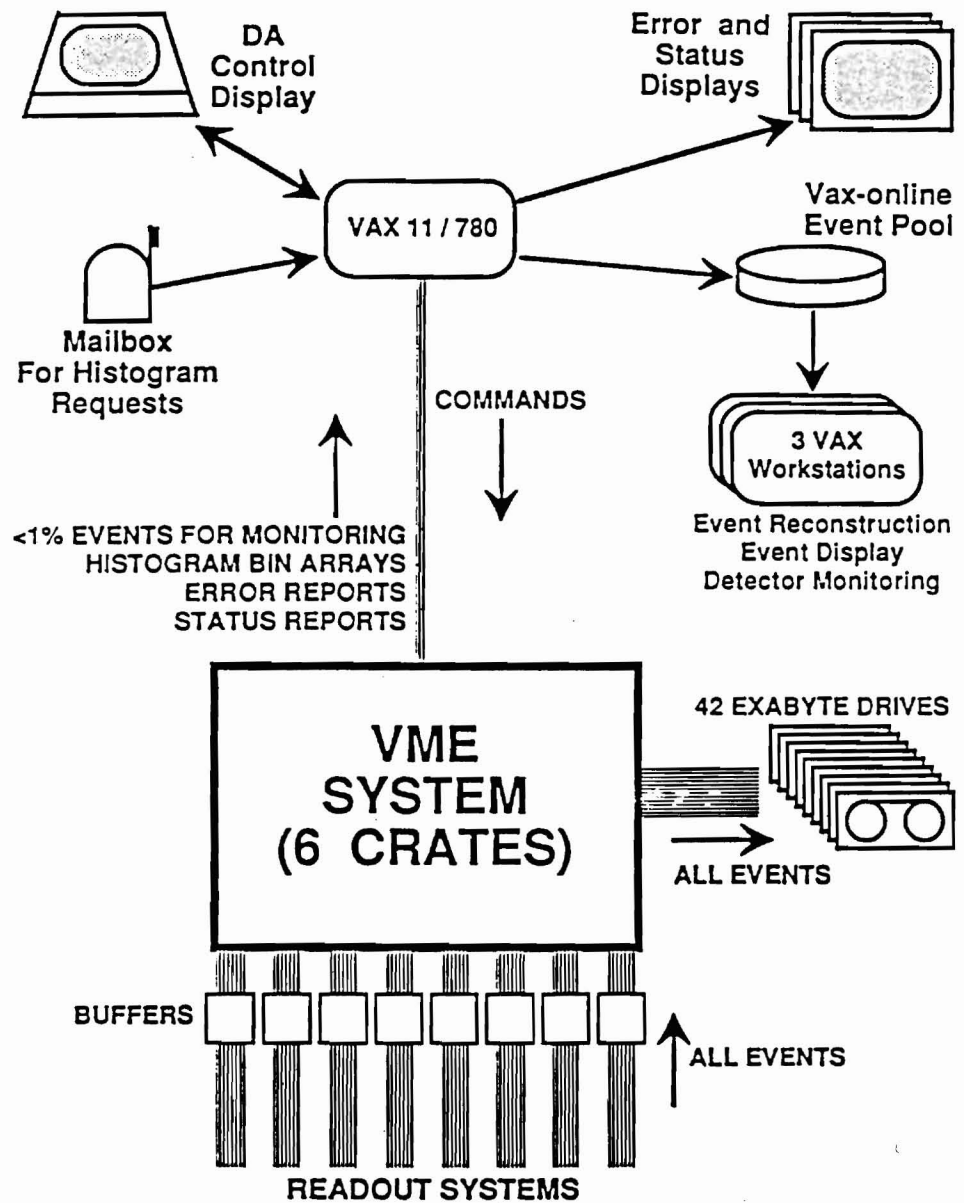 DA
Control
Display
Error and
Status
Displays
VAX 11 / 780
Vax-online
Event Pool
Mailbox
For Histogram
Requests
COMMANDS
3 VAX
Workstations
Event Reconstruction
Event Display
Detector Monitoring
<1% EVENTS FOR MONITORING
HISTOGRAM BIN ARRAYS
ERROR REPORTS
STATUS REPORTS
VME
SYSTEM
(6 CRATES)
42 EXABYTE DRIVES
ALL EVENTS
BUFFERS
ALL EVENTS
READOUT SYSTEMS